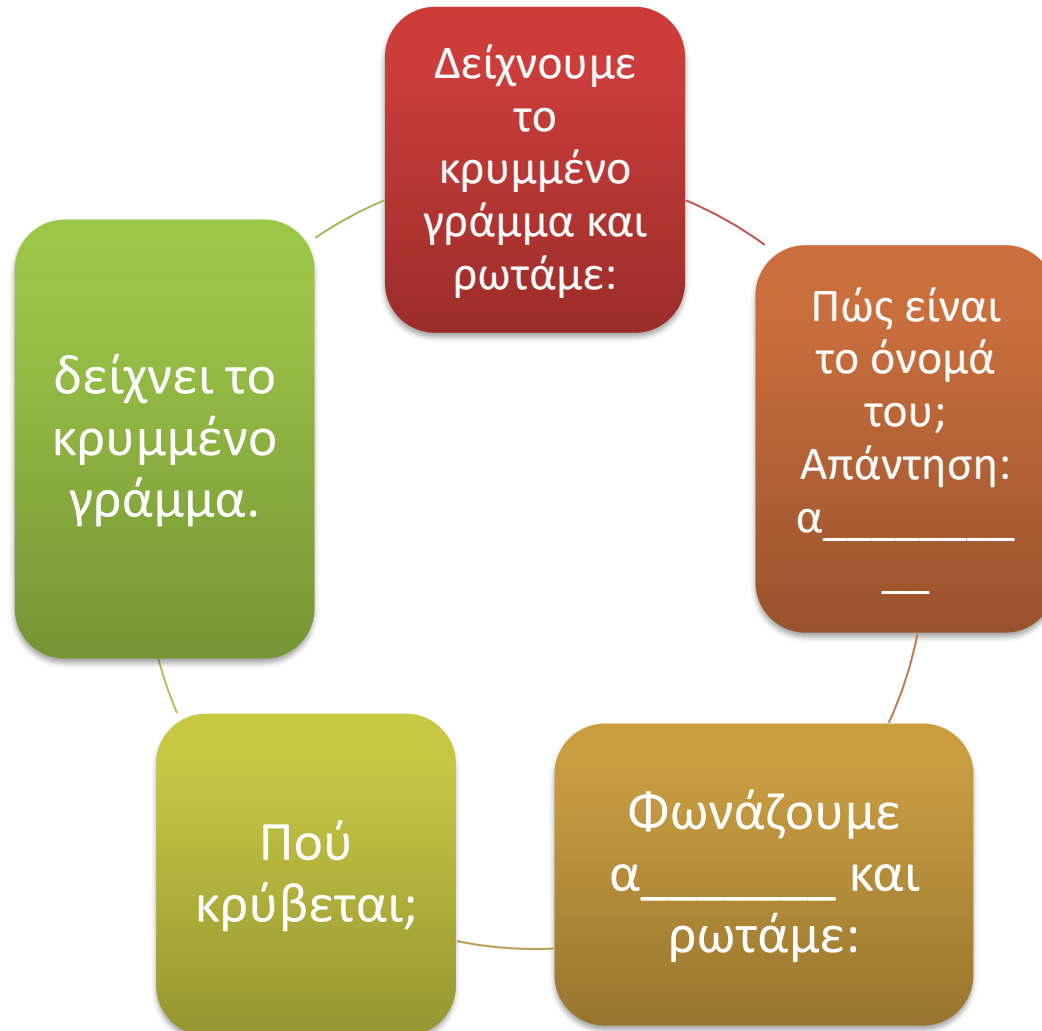 Δείχνουμε
το
κρυμμένο
γράμμα και
ρωτάμε:
Πώς είναι
το όνομά
του;
Απάντηση:
α________
__
Φωνάζουμε
α________ και
ρωτάμε:
Πού
κρύβεται;
δείχνει το
κρυμμένο
γράμμα.